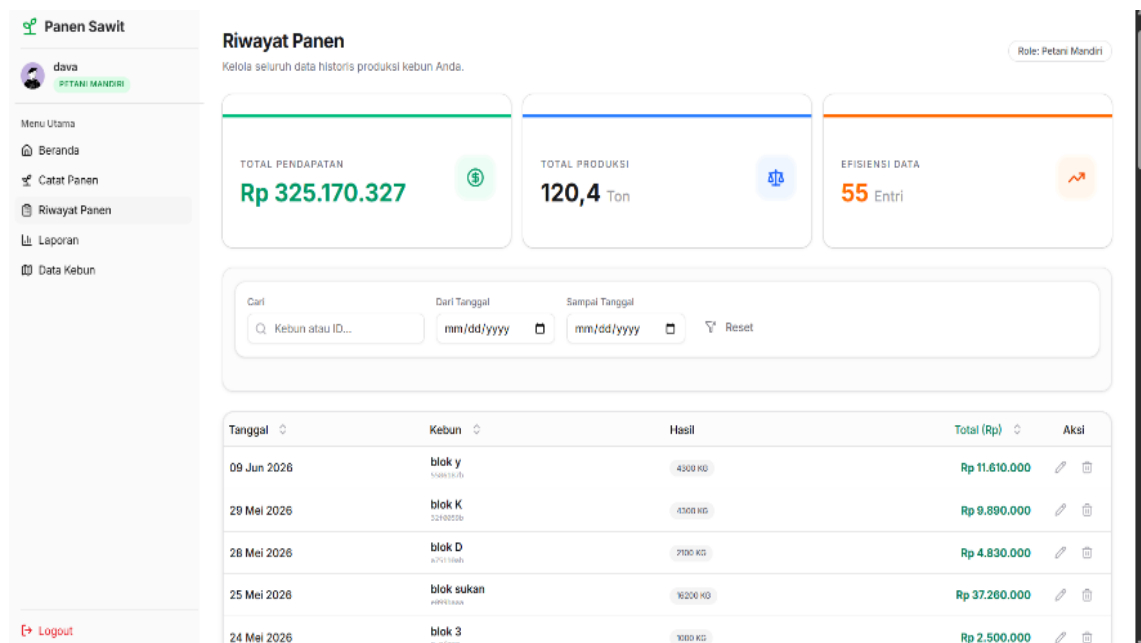 Panen Sawit
dava
PETANI MANDIRI
Menu Utama
Beranda
Catat Panen
Riwayat Panen
Laporan
Data Kebun
Logout
Riwayat Panen
Kelola seluruh data historis produksi kebun Anda.
Role: Petani Mandiri
TOTAL PENDAPATAN
Rp 325.170.327
TOTAL PRODUKSI
120,4 Ton
EFISIENSI DATA
55 Entri
Cari
Kebun atau ID...
Dari Tanggal
mm/dd/yyyy
Sampai Tanggal
mm/dd/yyyy
Reset
Tanggal Kebun Hasil Total (Rp) Aksi
09 Jun 2026 blok y 4300 KG Rp 11.610.000
29 Mei 2026 blok K 4300 KG Rp 9.890.000
28 Mei 2026 blok D 2100 KG Rp 4.830.000
25 Mei 2026 blok sukan 16200 KG Rp 37.260.000
24 Mei 2026 blok 3 1000 KG Rp 2.500.000